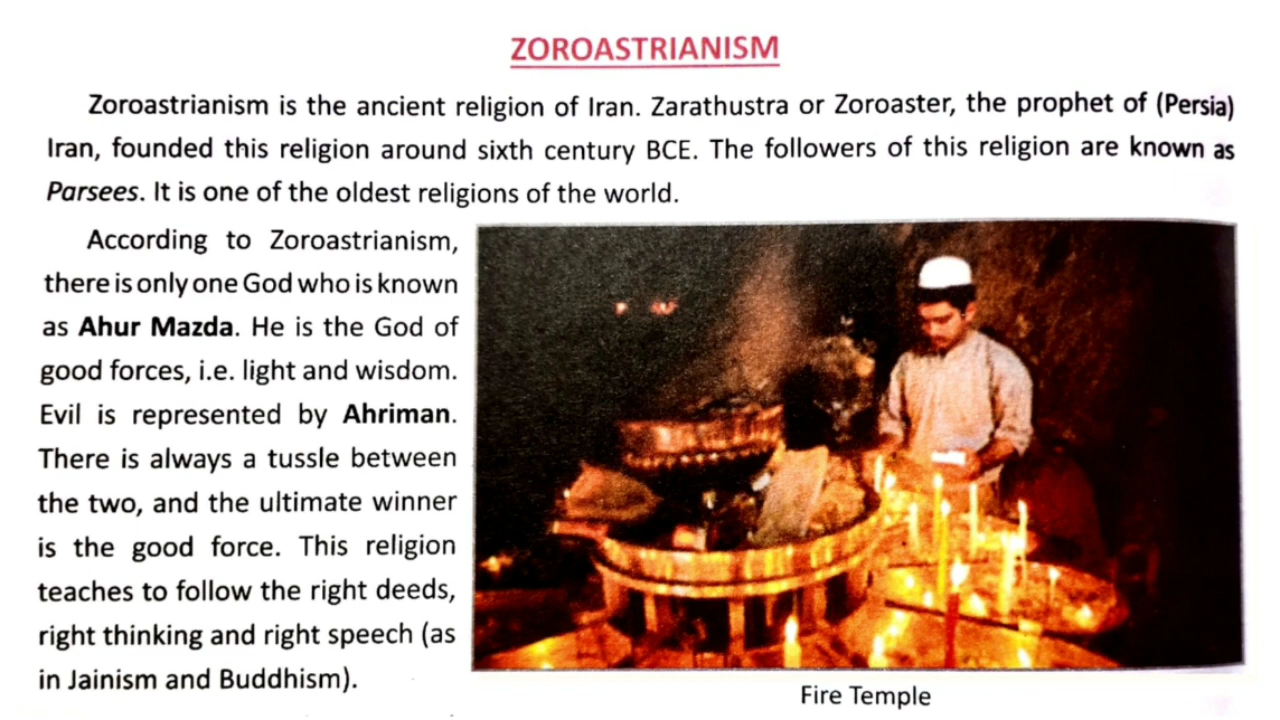 ZOROASTRIANISM
Zoroastrianism is the ancient religion of Iran. Zarathustra or Zoroaster, the prophet of (Persia)
Iran, founded this religion around sixth century BCE. The followers of this religion are known as
Parsees. It is one of the oldest religions of the world.
According to Zoroastrianism,
there is only one God who is known
as Ahur Mazda. He is the God of
good forces, i.e. light and wisdom.
Evil is represented by Ahriman.
There is always a tussle between
the two, and the ultimate winner
is the good force. This religion
teaches to follow the right deeds,
right thinking and right speech (as
in Jainism and Buddhism).
Fire Temple